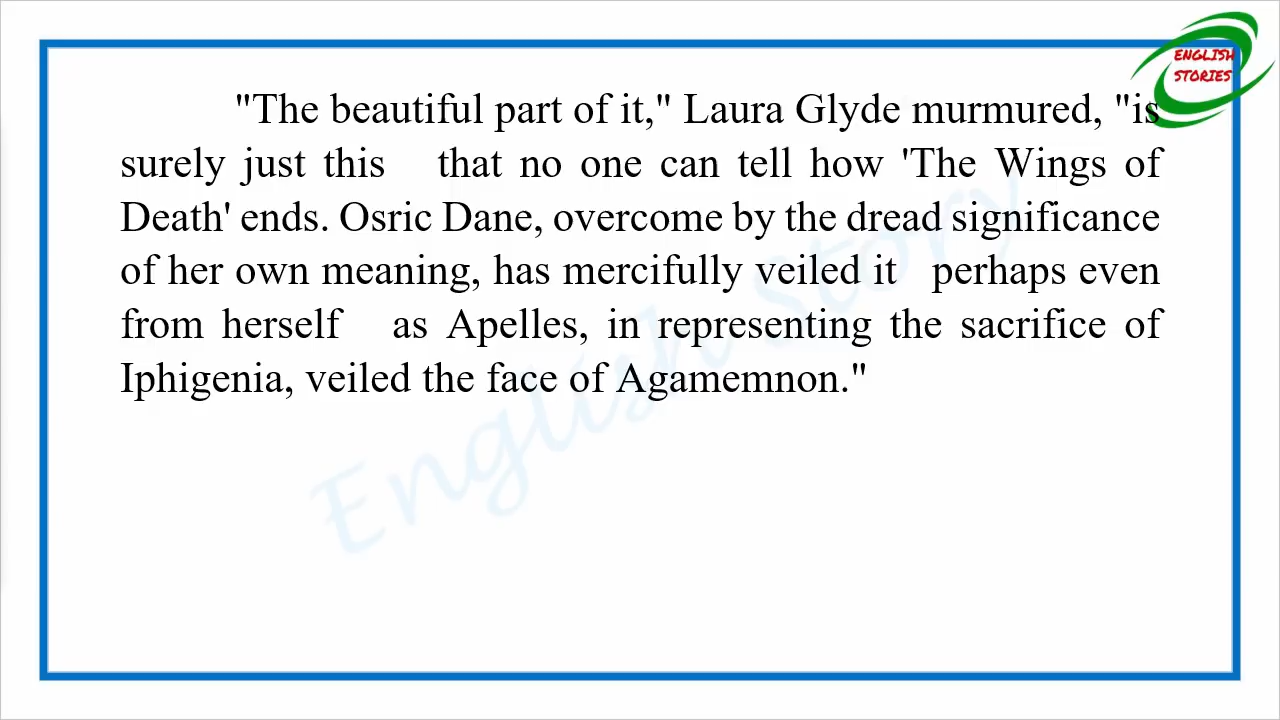 ENGLISH
STORIES
"The beautiful part of it," Laura Glyde murmured, "is
surely just this that no one can tell how 'The Wings of
Death' ends. Osric Dane, overcome by the dread significance
of her own meaning, has mercifully veiled it perhaps even
from herself as Apelles, in representing the sacrifice of
Iphigenia, veiled the face of Agamemnon."
English Story